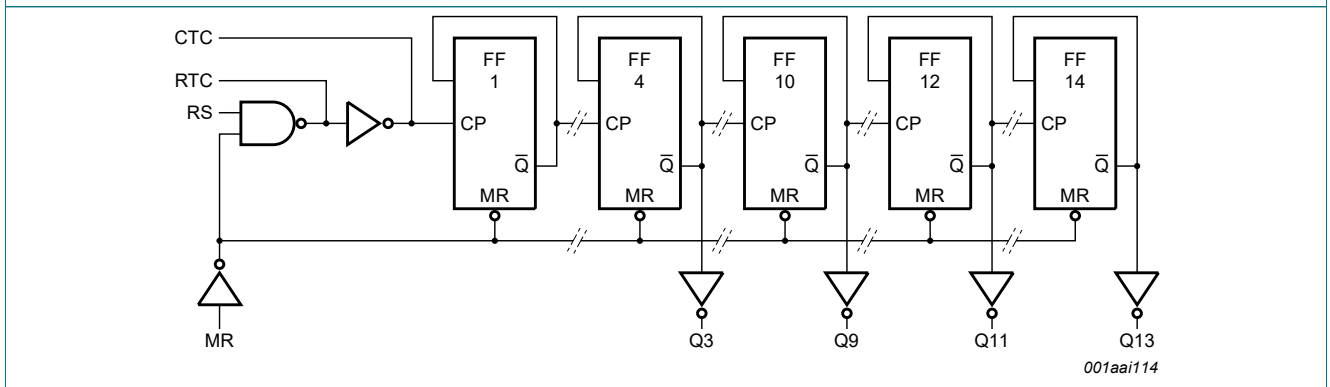 CTC
RTC
RS
FF
1
CP
Q̅
MR
FF
4
CP
Q̅
MR
FF
10
CP
Q̅
MR
FF
12
CP
Q̅
MR
FF
14
CP
Q̅
MR
MR
Q3
Q9
Q11
Q13
001aai114